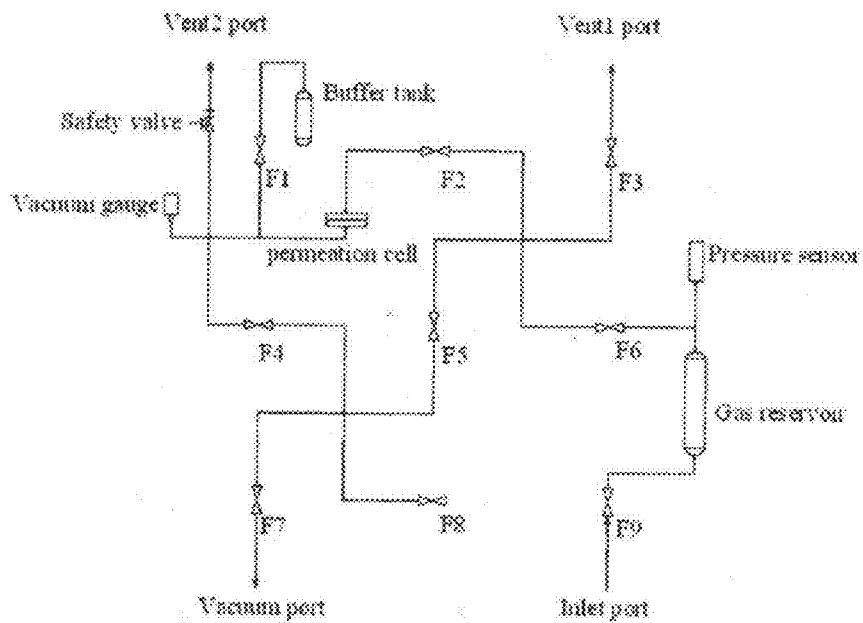 Vent2 port
Vent1 port
Buffer tank
Safety valve
F1
F2
F3
Vacuum gauge
permeation cell
Pressure sensor
F4
F5
F6
Gas reservoir
F7
F8
F9
Vacuum port
Inlet port